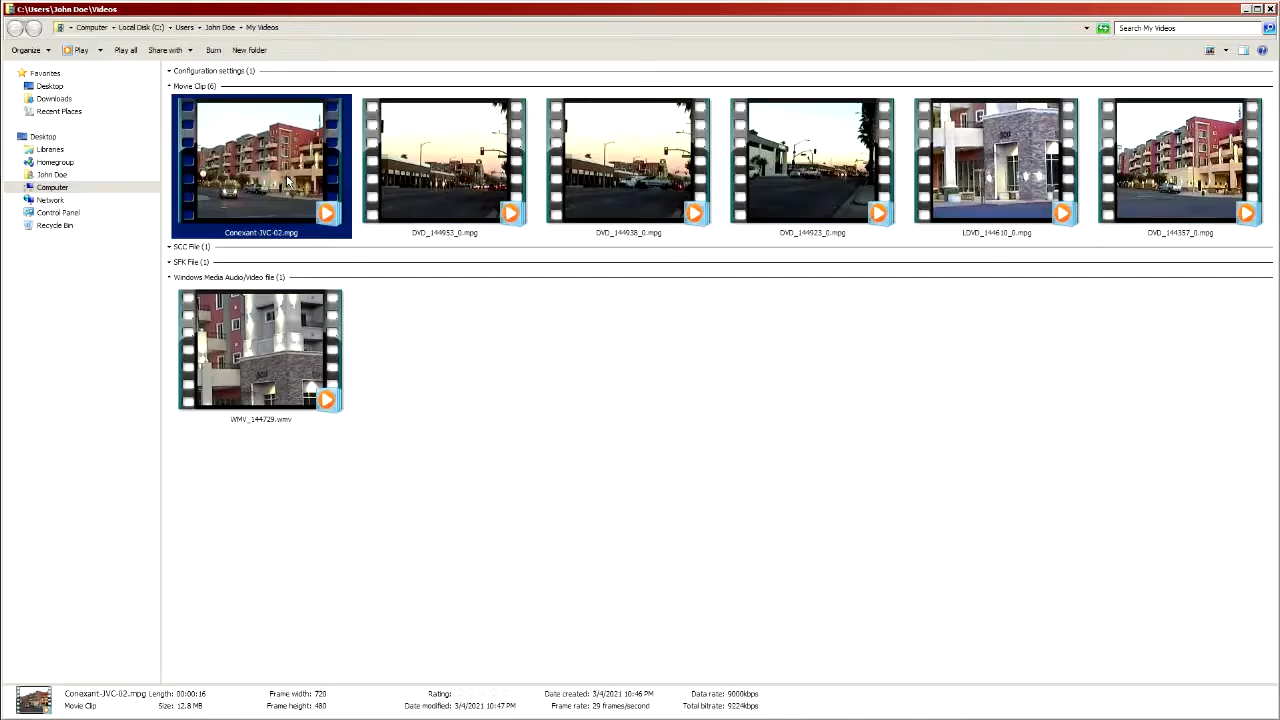 C:\Users\John Doe\Videos
Computer Local Disk (C:) Users John Doe My Videos
Search My Videos
Organize Play Play all Share with Burn New folder
Favorites
Desktop
Downloads
Recent Places
Desktop
Libraries
Homegroup
John Doe
Computer
Network
Control Panel
Recycle Bin
Configuration settings (1)
Movie Clip (6)
Conexant-JVC-02.mpg
DVD_144953_0.mpg
DVD_144938_0.mpg
DVD_144923_0.mpg
LDVD_144610_0.mpg
DVD_144357_0.mpg
SCC File (1)
SFK File (1)
Windows Media Audio/Video file (1)
WMV_144729.wmv
Conexant-JVC-02.mpg Length: 00:00:16 Frame width: 720 Rating: Date created: 3/4/2021 10:46 PM Data rate: 9000kbps
Movie Clip Size: 12.8 MB Frame height: 480 Date modified: 3/4/2021 10:47 PM Frame rate: 29 frames/second Total bitrate: 9224kbps